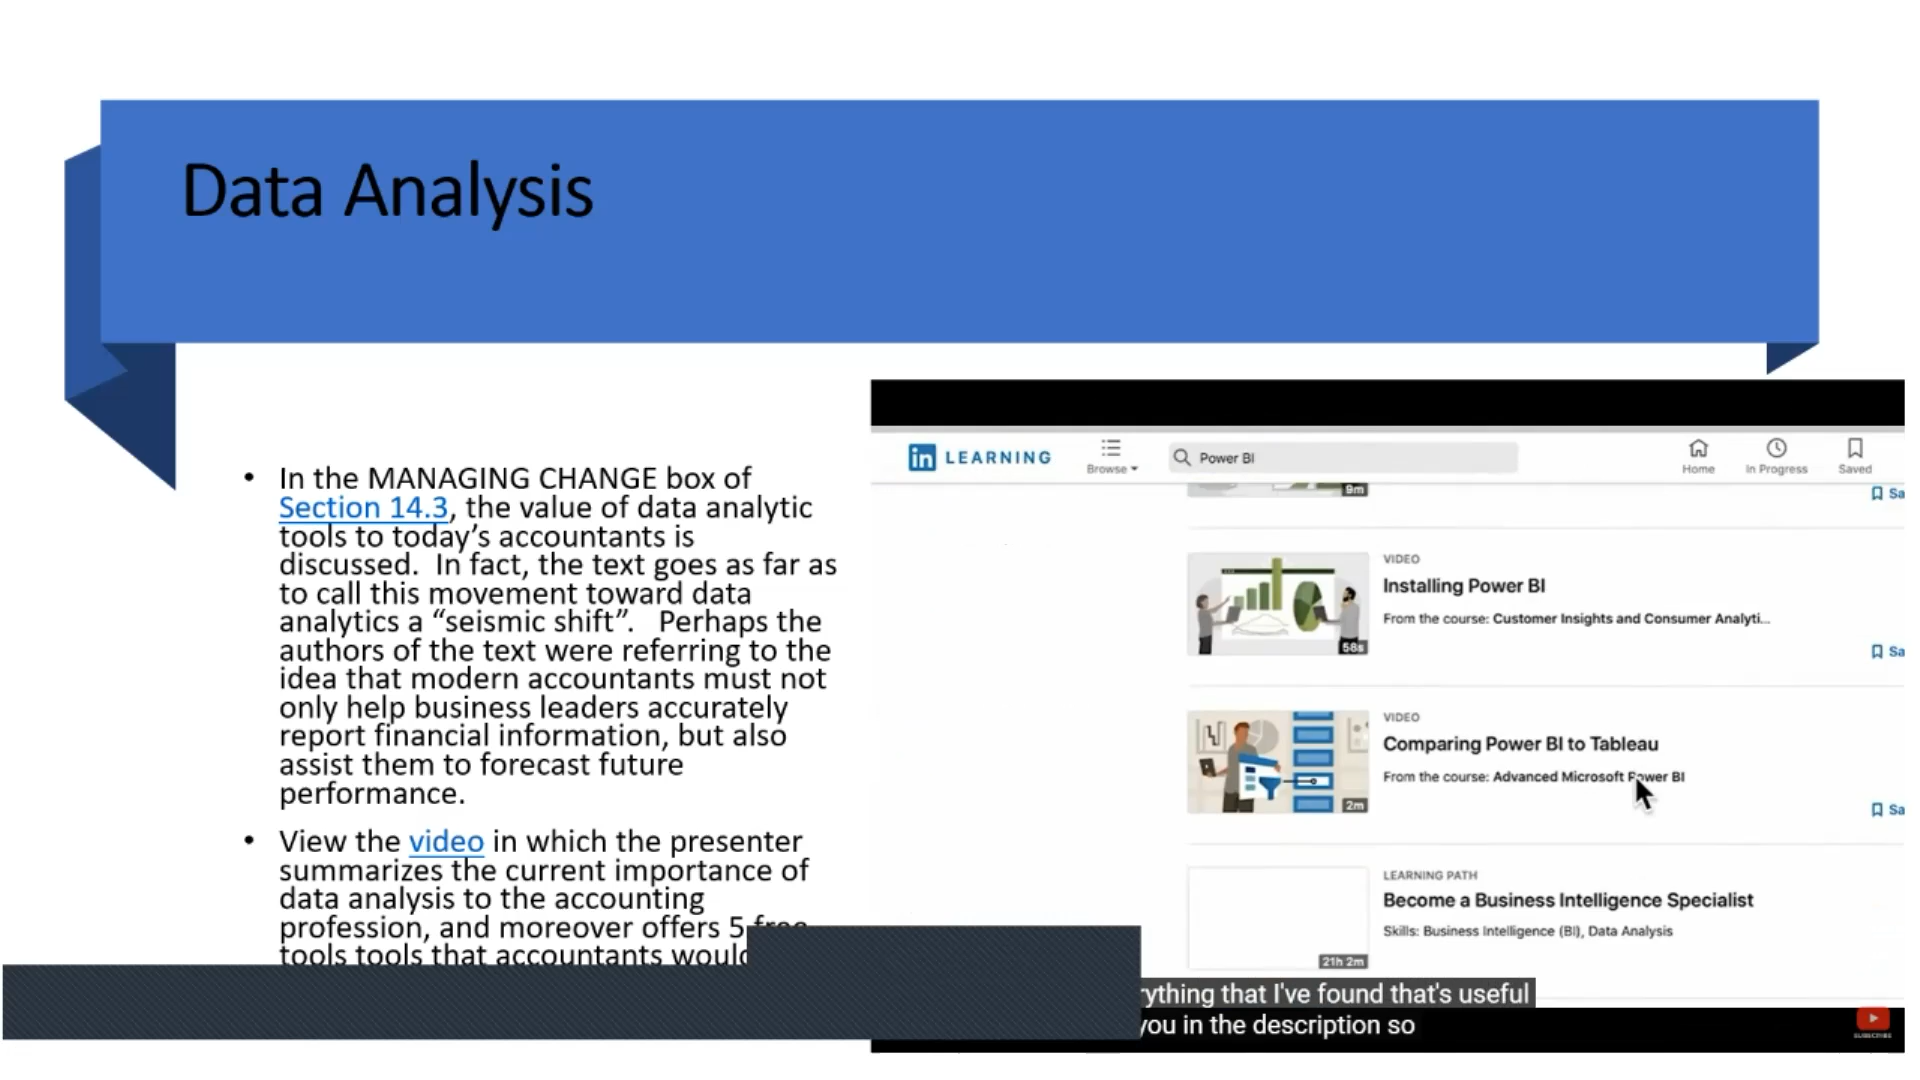 Data Analysis
• In the MANAGING CHANGE box of
Section 14.3, the value of data analytic
tools to today’s accountants is
discussed.  In fact, the text goes as far as
to call this movement toward data
analytics a “seismic shift”.   Perhaps the
authors of the text were referring to the
idea that modern accountants must not
only help business leaders accurately
report financial information, but also
assist them to forecast future
performance.
• View the video in which the presenter
summarizes the current importance of
data analysis to the accounting
profession, and moreover offers 5 free
tools tools that accountants would
in LEARNING
Browse
Power BI
Home
In Progress
Saved
9m
Sa
VIDEO
Installing Power BI
From the course: Customer Insights and Consumer Analyti...
58s
Sa
VIDEO
Comparing Power BI to Tableau
From the course: Advanced Microsoft Power BI
2m
Sa
LEARNING PATH
Become a Business Intelligence Specialist
Skills: Business Intelligence (BI), Data Analysis
21h 2m
rything that I've found that's useful
you in the description so
SUBSCRIBE